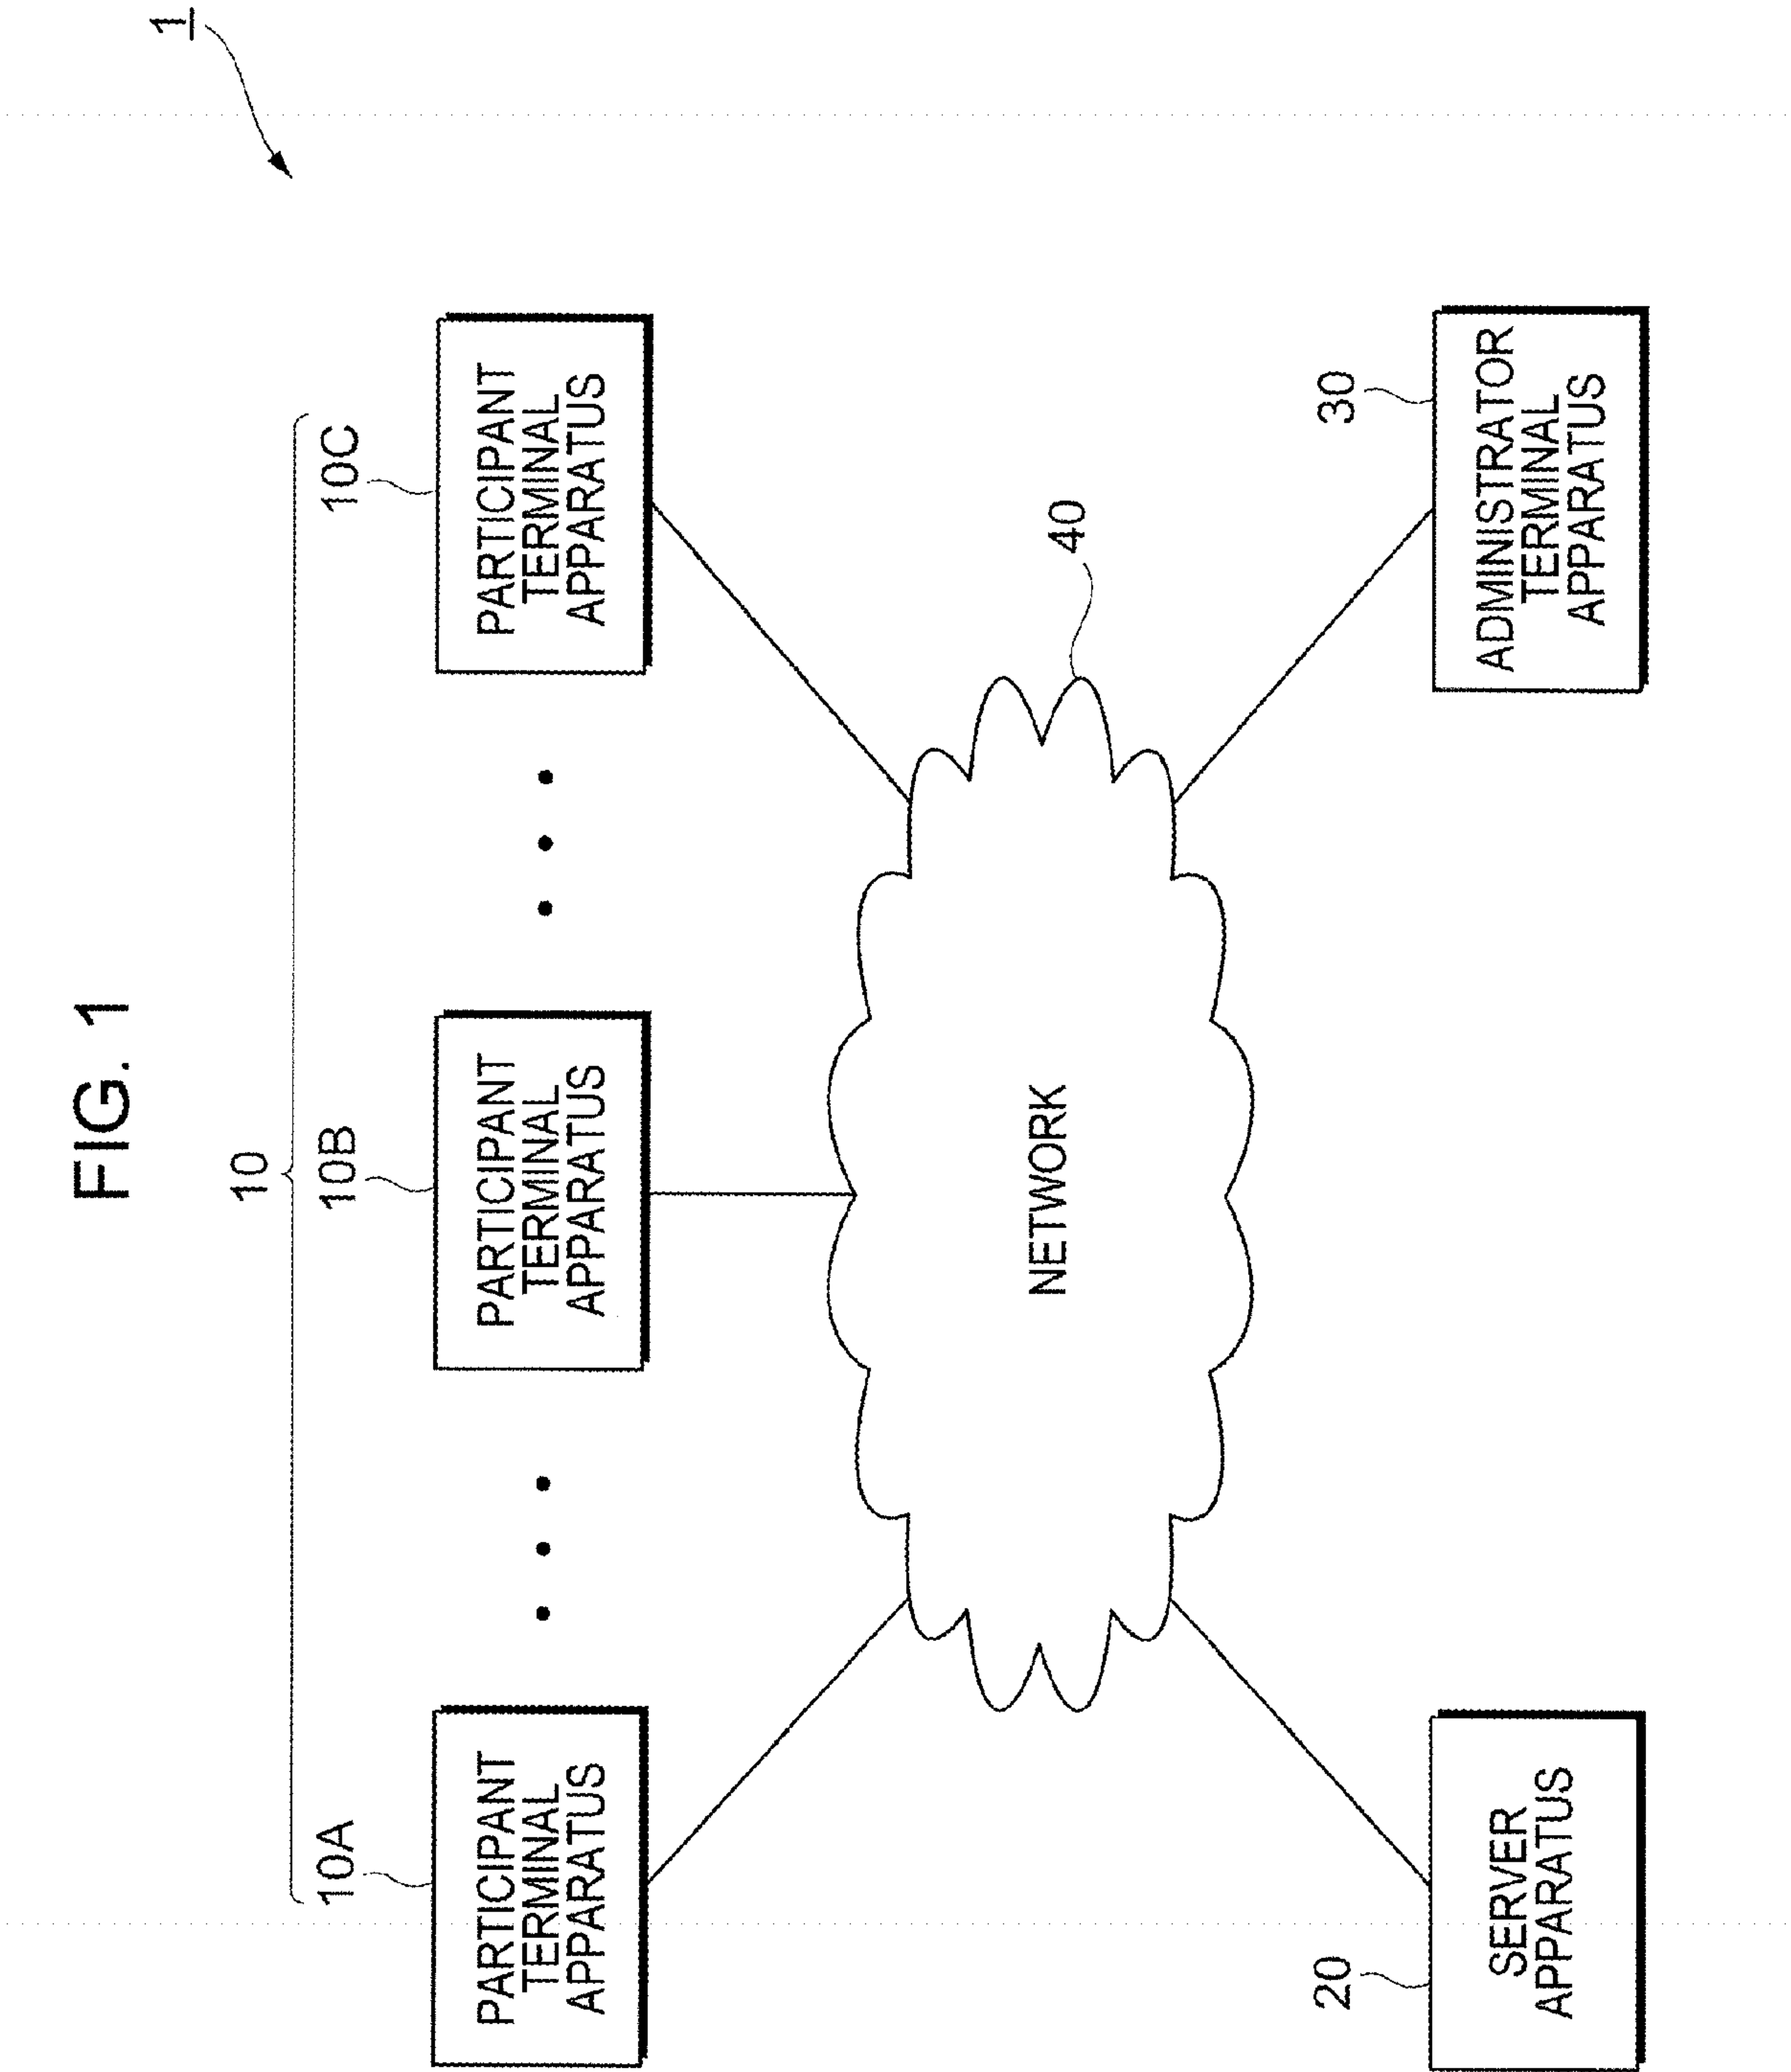 FIG. 1
1
10
10A
10B
10C
PARTICIPANT
TERMINAL
APPARATUS
PARTICIPANT
TERMINAL
APPARATUS
PARTICIPANT
TERMINAL
APPARATUS
NETWORK
40
20
SERVER
APPARATUS
30
ADMINISTRATOR
TERMINAL
APPARATUS